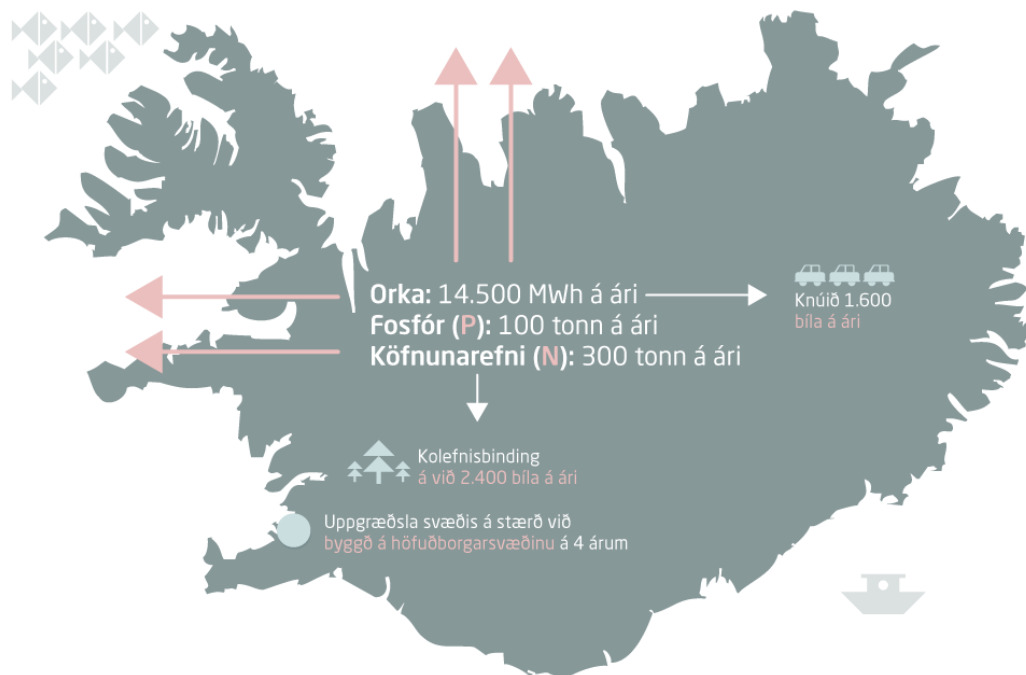 Orka: 14.500 MWh á ári
Fosfór (P): 100 tonn á ári
Köfnunarefni (N): 300 tonn á ári
Knúið 1.600
bíla á ári
Kolefnisbinding
á við 2.400 bíla á ári
Uppgræðsla svæðis á stærð við
byggð á höfuðborgarsvæðinu á 4 árum